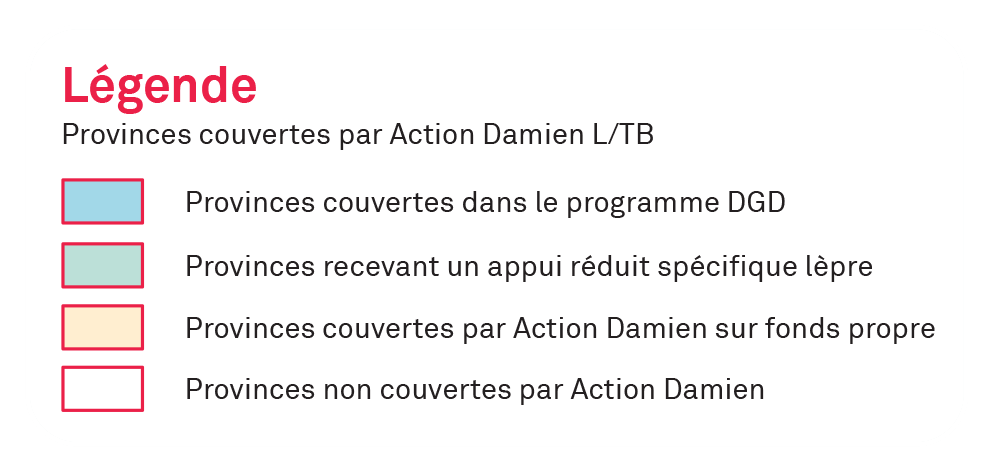 Légende
Provinces couvertes par Action Damien L/TB
Provinces couvertes dans le programme DGD
Provinces recevant un appui réduit spécifique lèpre
Provinces couvertes par Action Damien sur fonds propre
Provinces non couvertes par Action Damien